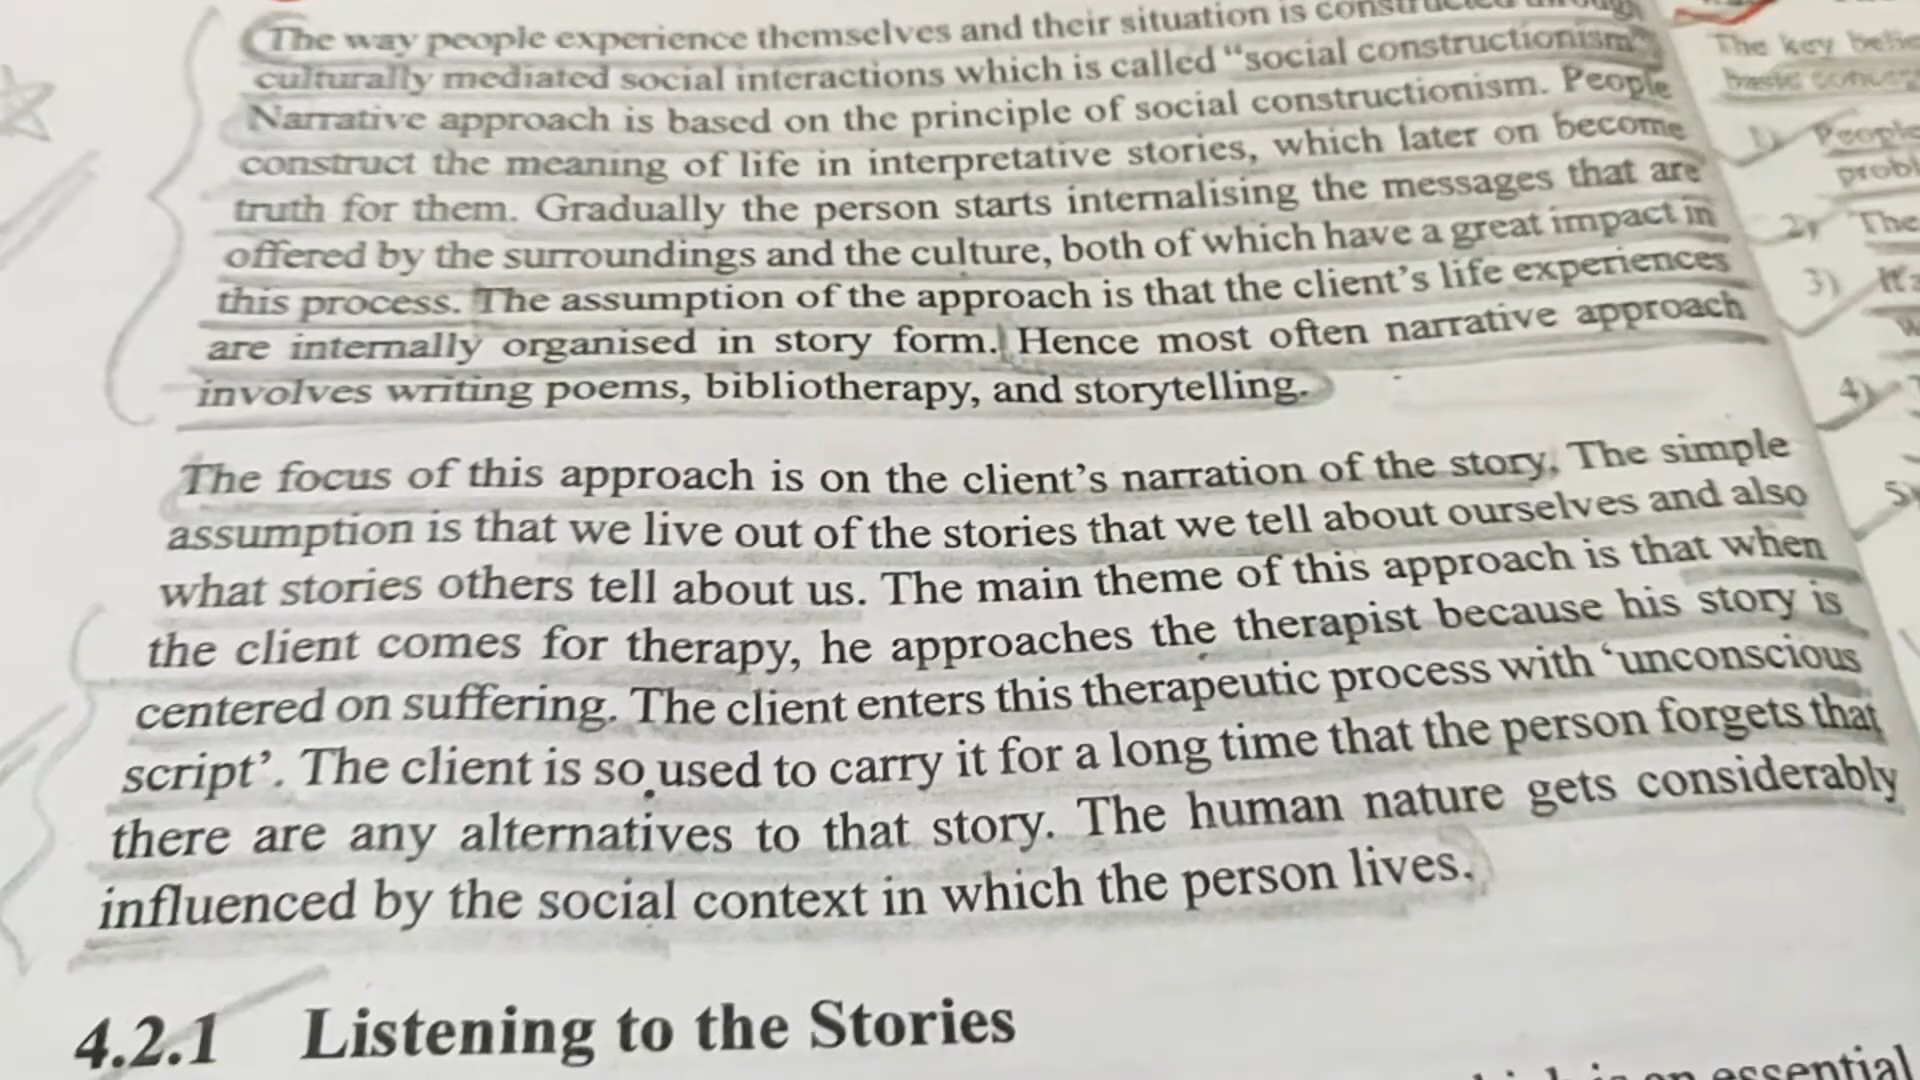 The way people experience themselves and their situation is constructed through
culturally mediated social interactions which is called "social constructionism"
Narrative approach is based on the principle of social constructionism. People
construct the meaning of life in interpretative stories, which later on become
truth for them. Gradually the person starts internalising the messages that are
offered by the surroundings and the culture, both of which have a great impact in
this process. The assumption of the approach is that the client's life experiences
are internally organised in story form. Hence most often narrative approach
involves writing poems, bibliotherapy, and storytelling.
The focus of this approach is on the client's narration of the story. The simple
assumption is that we live out of the stories that we tell about ourselves and also
what stories others tell about us. The main theme of this approach is that when
the client comes for therapy, he approaches the therapist because his story is
centered on suffering. The client enters this therapeutic process with 'unconscious
script'. The client is so used to carry it for a long time that the person forgets that
there are any alternatives to that story. The human nature gets considerably
influenced by the social context in which the person lives.
4.2.1 Listening to the Stories
is an essential
The key
1) People
2) The
3)
4)
5)